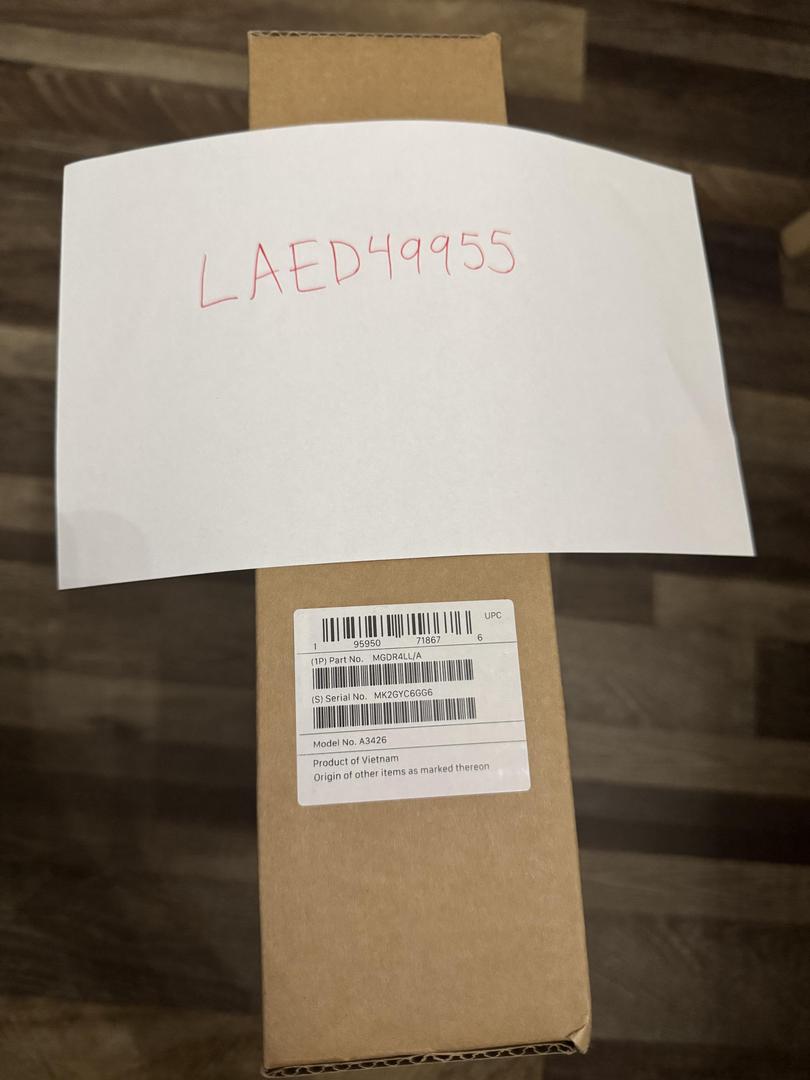 LAED49955
UPC
1 95950 71867 6
(1P) Part No. MGDR4LL/A
(S) Serial No. MK2GYC6GG6
Model No. A3426
Product of Vietnam
Origin of other items as marked thereon